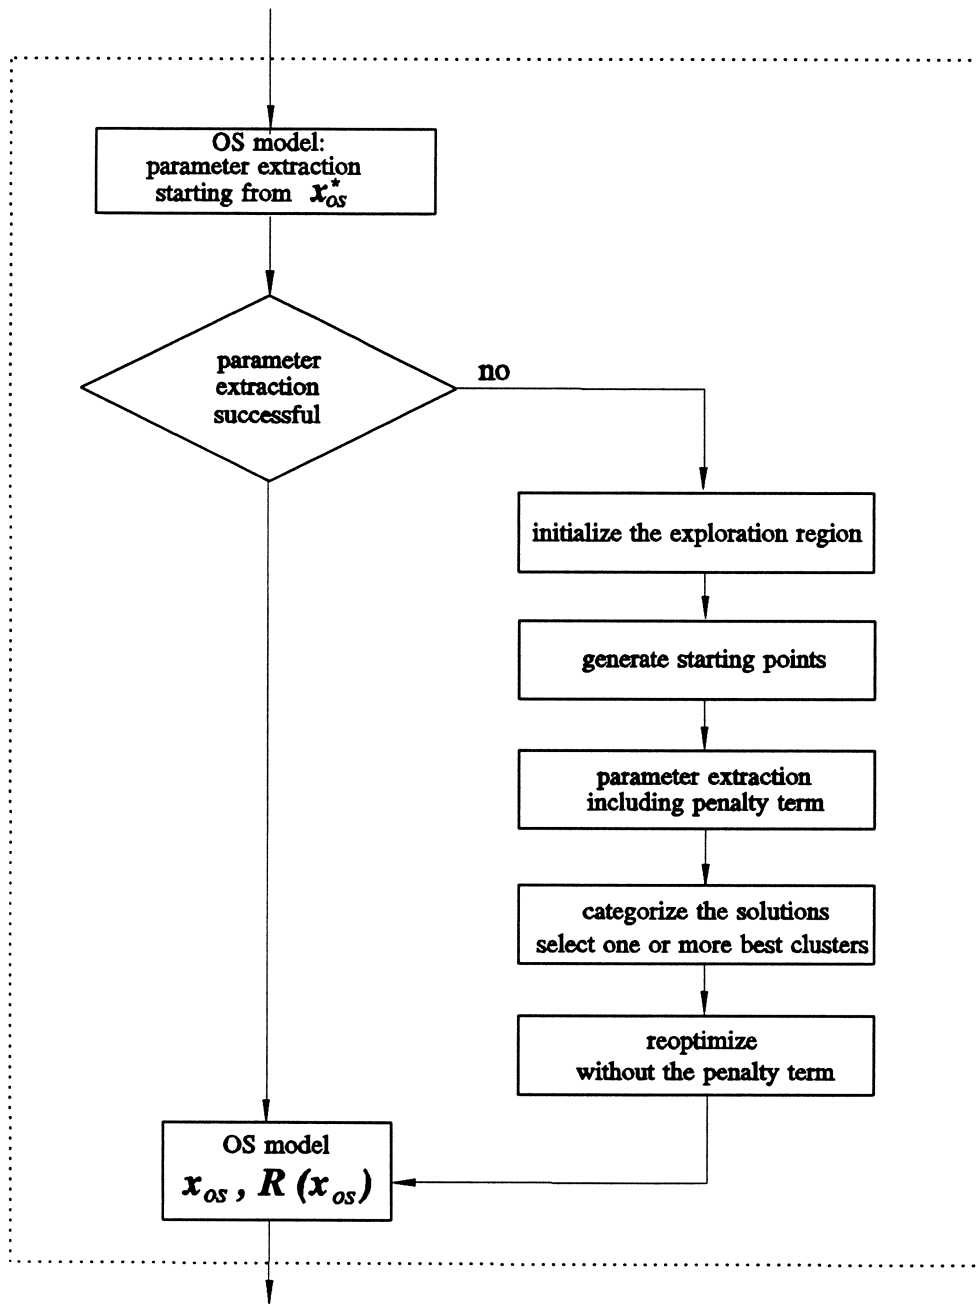 OS model:
parameter extraction
starting from x*os
parameter
extraction
successful
no
initialize the exploration region
generate starting points
parameter extraction
including penalty term
categorize the solutions
select one or more best clusters
reoptimize
without the penalty term
OS model
xos , R (xos)